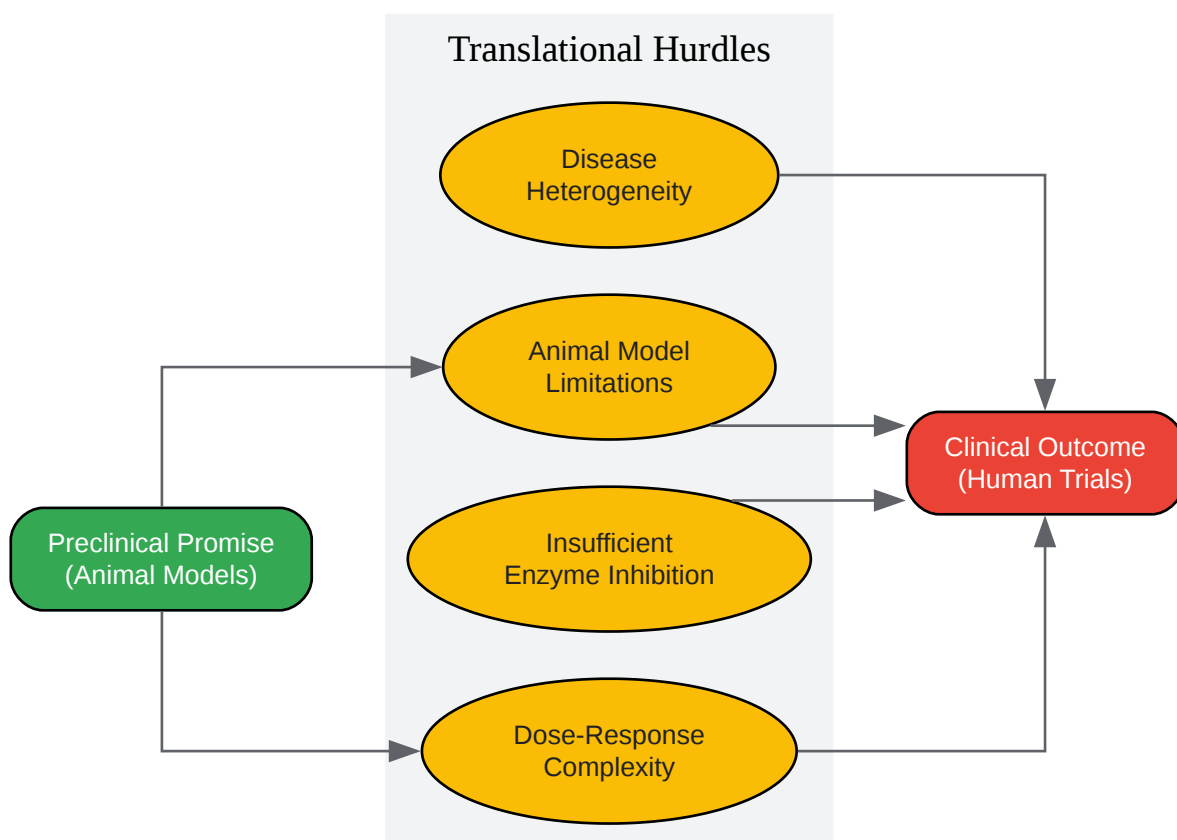 Translational Hurdles
Disease
Heterogeneity
Animal Model
Limitations
Clinical Outcome
(Human Trials)
Preclinical Promise
(Animal Models)
Insufficient
Enzyme Inhibition
Dose-Response
Complexity